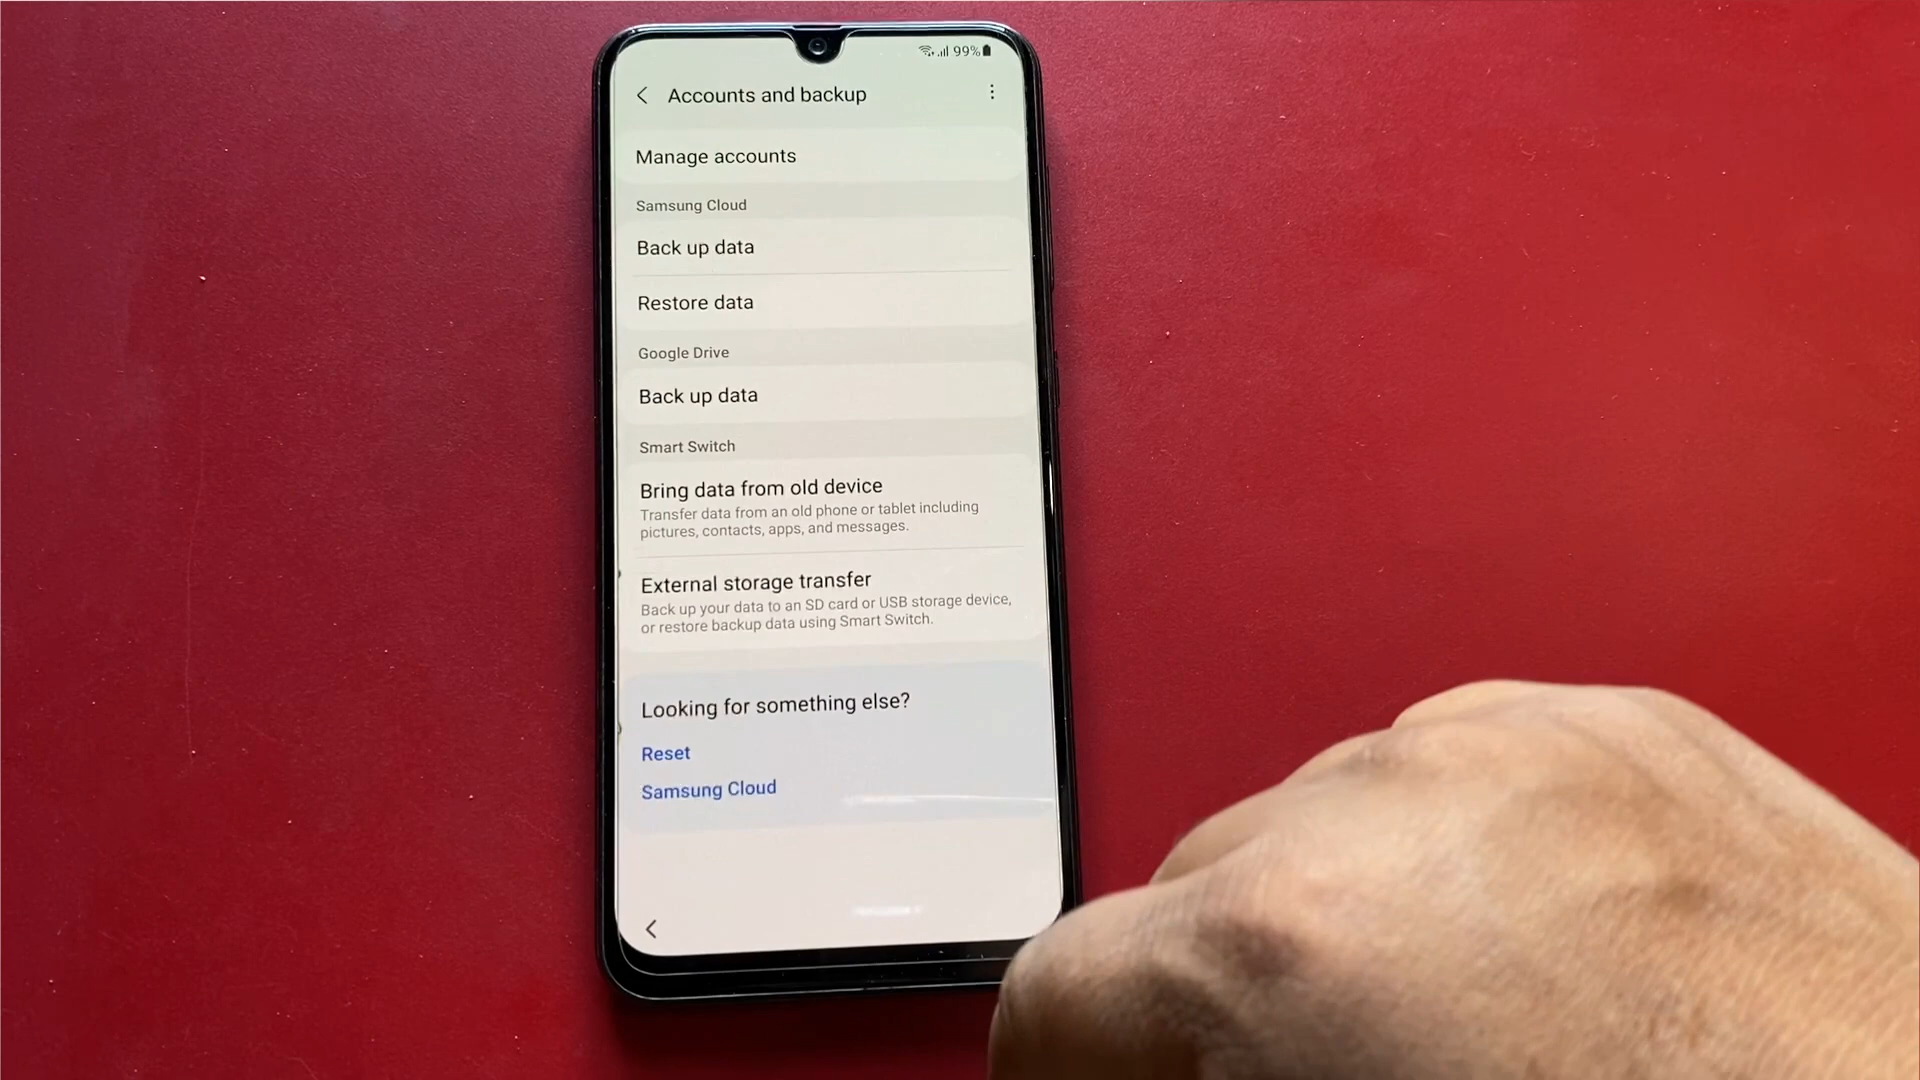 99%
Accounts and backup
Manage accounts
Samsung Cloud
Back up data
Restore data
Google Drive
Back up data
Smart Switch
Bring data from old device
Transfer data from an old phone or tablet including
pictures, contacts, apps, and messages.
External storage transfer
Back up your data to an SD card or USB storage device,
or restore backup data using Smart Switch.
Looking for something else?
Reset
Samsung Cloud